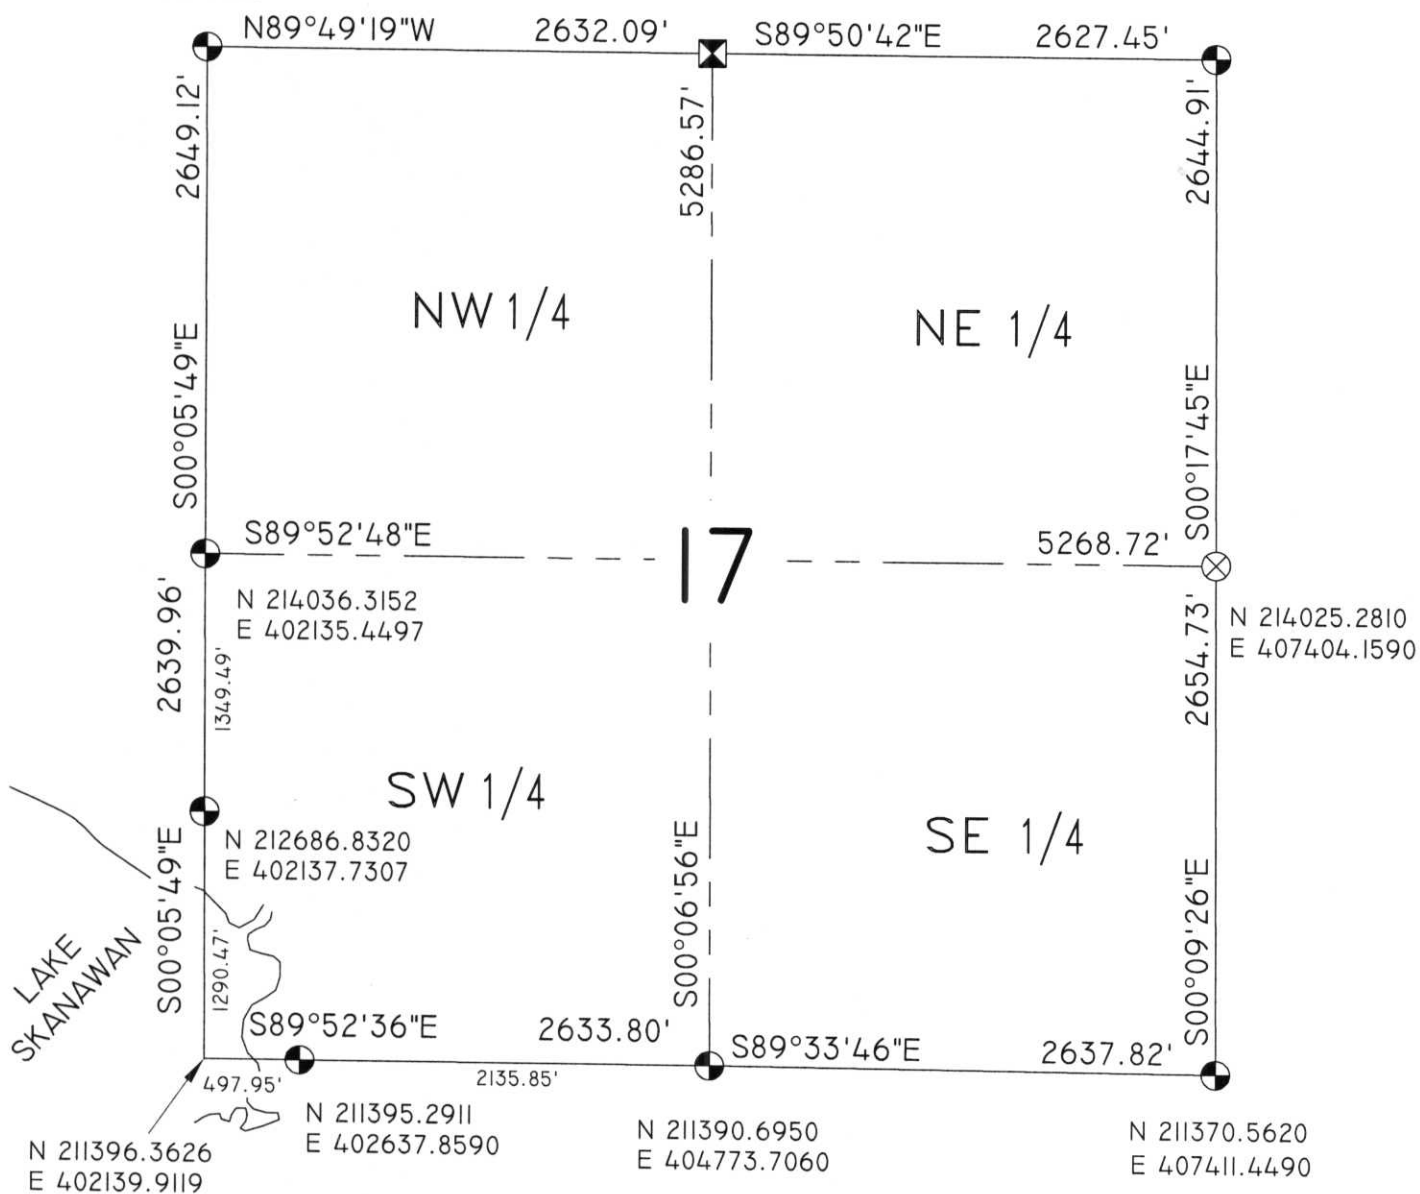 N89°49'19"W 2632.09' S89°50'42"E 2627.45'
2649.12'
5286.57'
2644.91'
NW 1/4
NE 1/4
S00°05'49"E
S00°17'45"E
S89°52'48"E
17
5268.72'
N 214036.3152
E 402135.4497
N 214025.2810
E 407404.1590
2639.96'
1349.49'
2654.73'
SW 1/4
SE 1/4
N 212686.8320
E 402137.7307
S00°05'49"E
S00°06'56"E
S00°09'26"E
LAKE
SKANAWAN
1290.47'
S89°52'36"E 2633.80' S89°33'46"E 2637.82'
497.95' 2135.85'
N 211395.2911
E 402637.8590
N 211390.6950
E 404773.7060
N 211370.5620
E 407411.4490
N 211396.3626
E 402139.9119